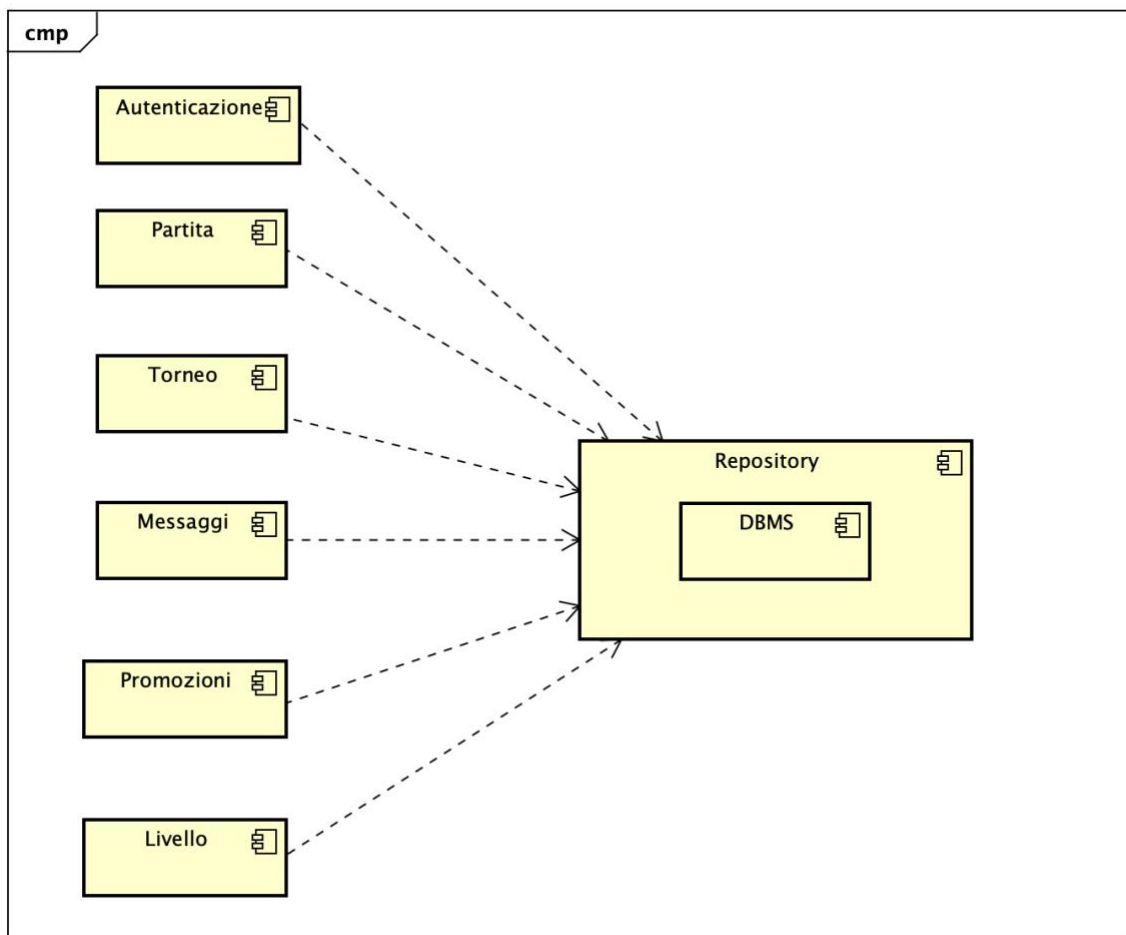 cmp
Autenticazione
Partita
Torneo
Messaggi
Promozioni
Livello
Repository
DBMS